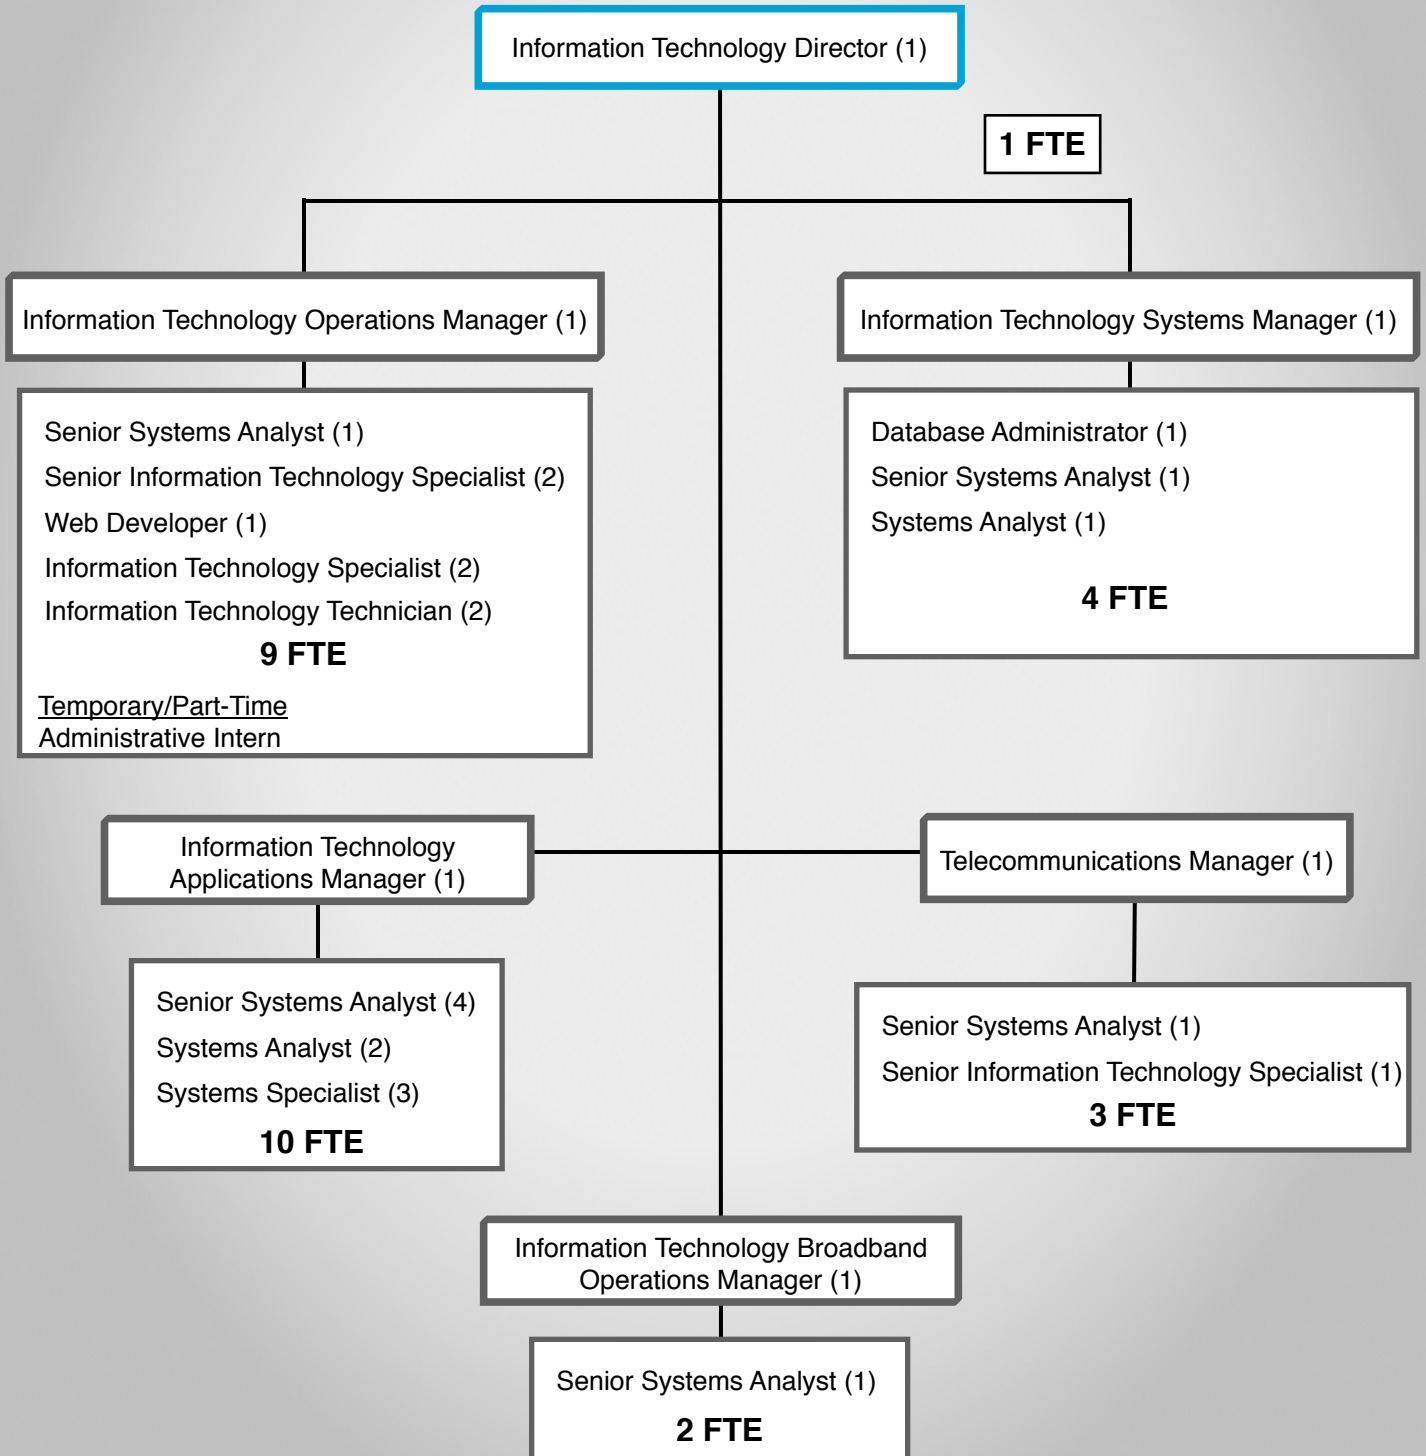 Information Technology Director (1)
1 FTE
Information Technology Operations Manager (1)
Senior Systems Analyst (1)
Senior Information Technology Specialist (2)
Web Developer (1)
Information Technology Specialist (2)
Information Technology Technician (2)
9 FTE
Temporary/Part-Time
Administrative Intern
Information Technology Systems Manager (1)
Database Administrator (1)
Senior Systems Analyst (1)
Systems Analyst (1)
4 FTE
Information Technology
Applications Manager (1)
Senior Systems Analyst (4)
Systems Analyst (2)
Systems Specialist (3)
10 FTE
Telecommunications Manager (1)
Senior Systems Analyst (1)
Senior Information Technology Specialist (1)
3 FTE
Information Technology Broadband
Operations Manager (1)
Senior Systems Analyst (1)
2 FTE